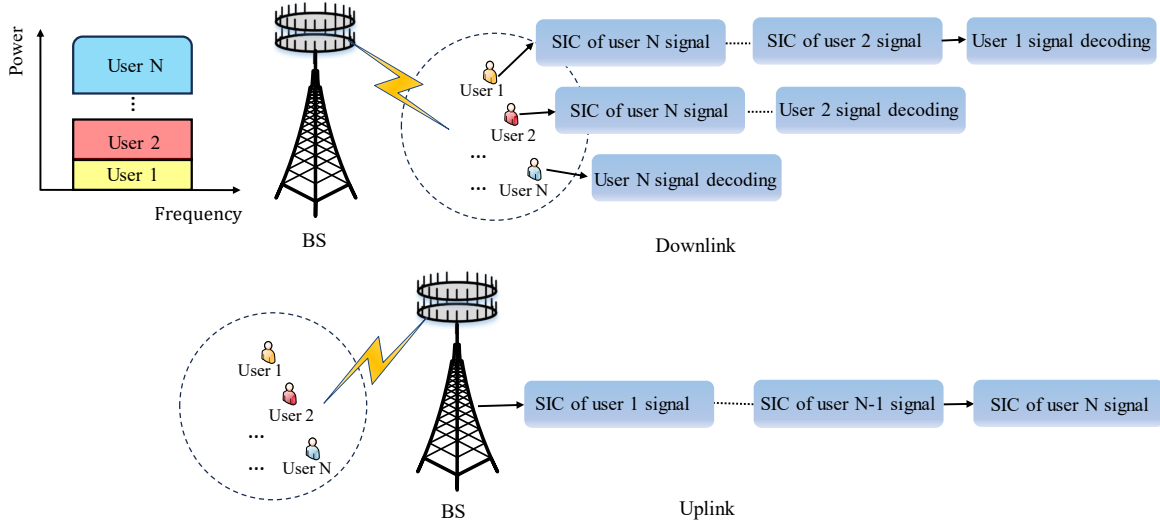 Power
User N
...
User 2
User 1
Frequency
BS
User 1
User 2
...
... User N
SIC of user N signal
SIC of user 2 signal
User 1 signal decoding
SIC of user N signal
User 2 signal decoding
User N signal decoding
Downlink
User 1
User 2
...
... User N
BS
SIC of user 1 signal
SIC of user N-1 signal
SIC of user N signal
Uplink